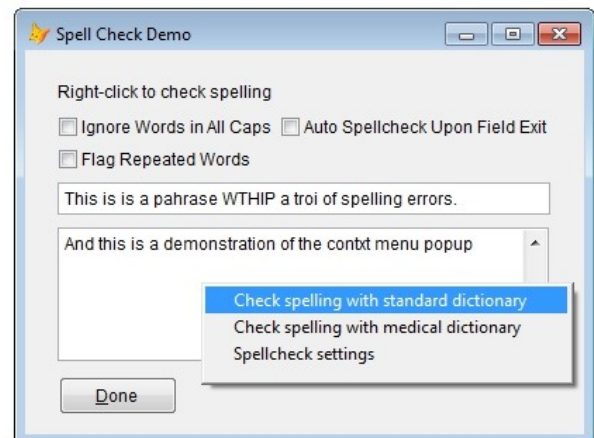 Spell Check Demo
Right-click to check spelling
Ignore Words in All Caps Auto Spellcheck Upon Field Exit
Flag Repeated Words
This is is a pahrase WTHIP a troi of spelling errors.
And this is a demonstration of the contxt menu popup
Check spelling with standard dictionary
Check spelling with medical dictionary
Spellcheck settings
Done